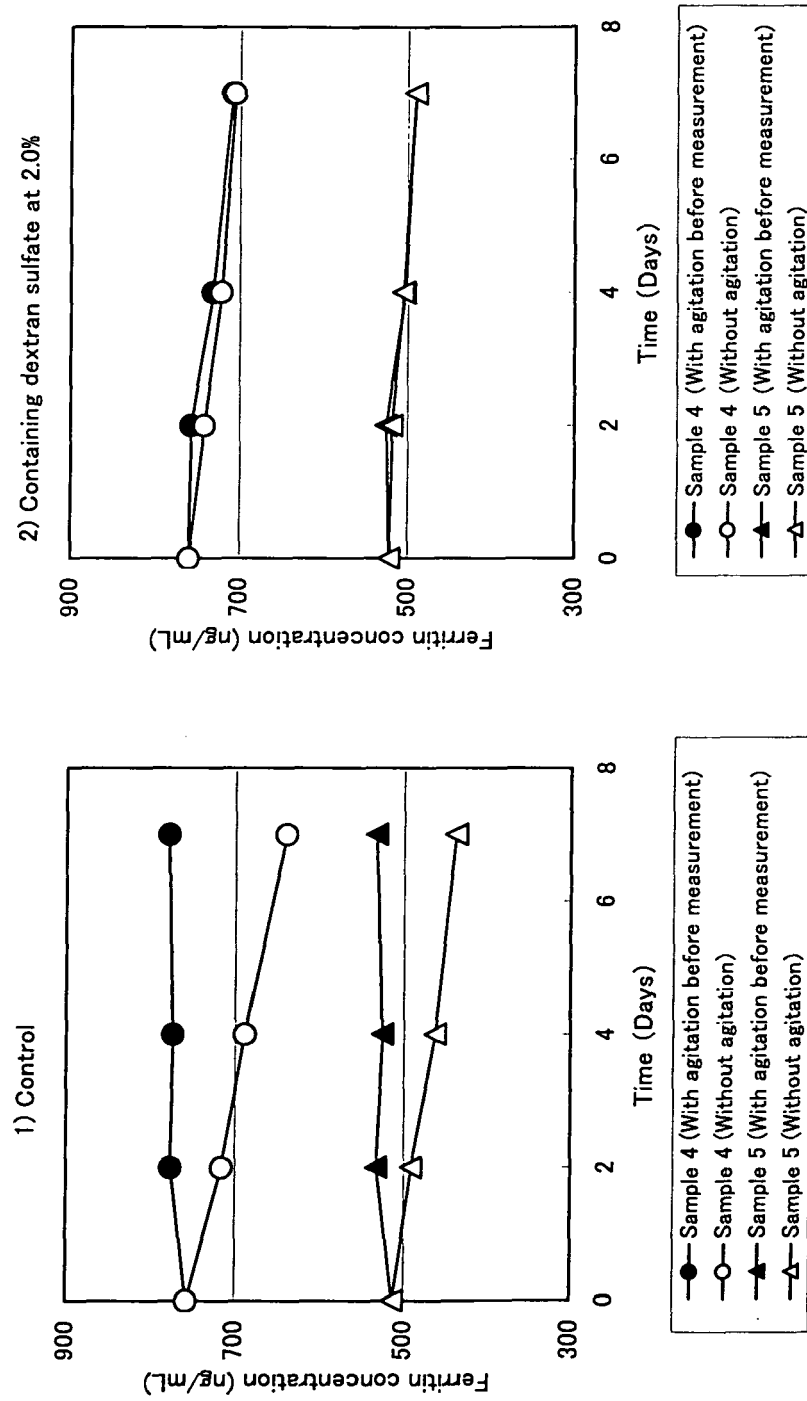 1) Control
Ferritin concentration (ng/mL)
900
700
500
300
0
2
4
6
8
Time (Days)
Sample 4 (With agitation before measurement)
Sample 4 (Without agitation)
Sample 5 (With agitation before measurement)
Sample 5 (Without agitation)
2) Containing dextran sulfate at 2.0%
Ferritin concentration (ng/mL)
900
700
500
300
0
2
4
6
8
Time (Days)
Sample 4 (With agitation before measurement)
Sample 4 (Without agitation)
Sample 5 (With agitation before measurement)
Sample 5 (Without agitation)